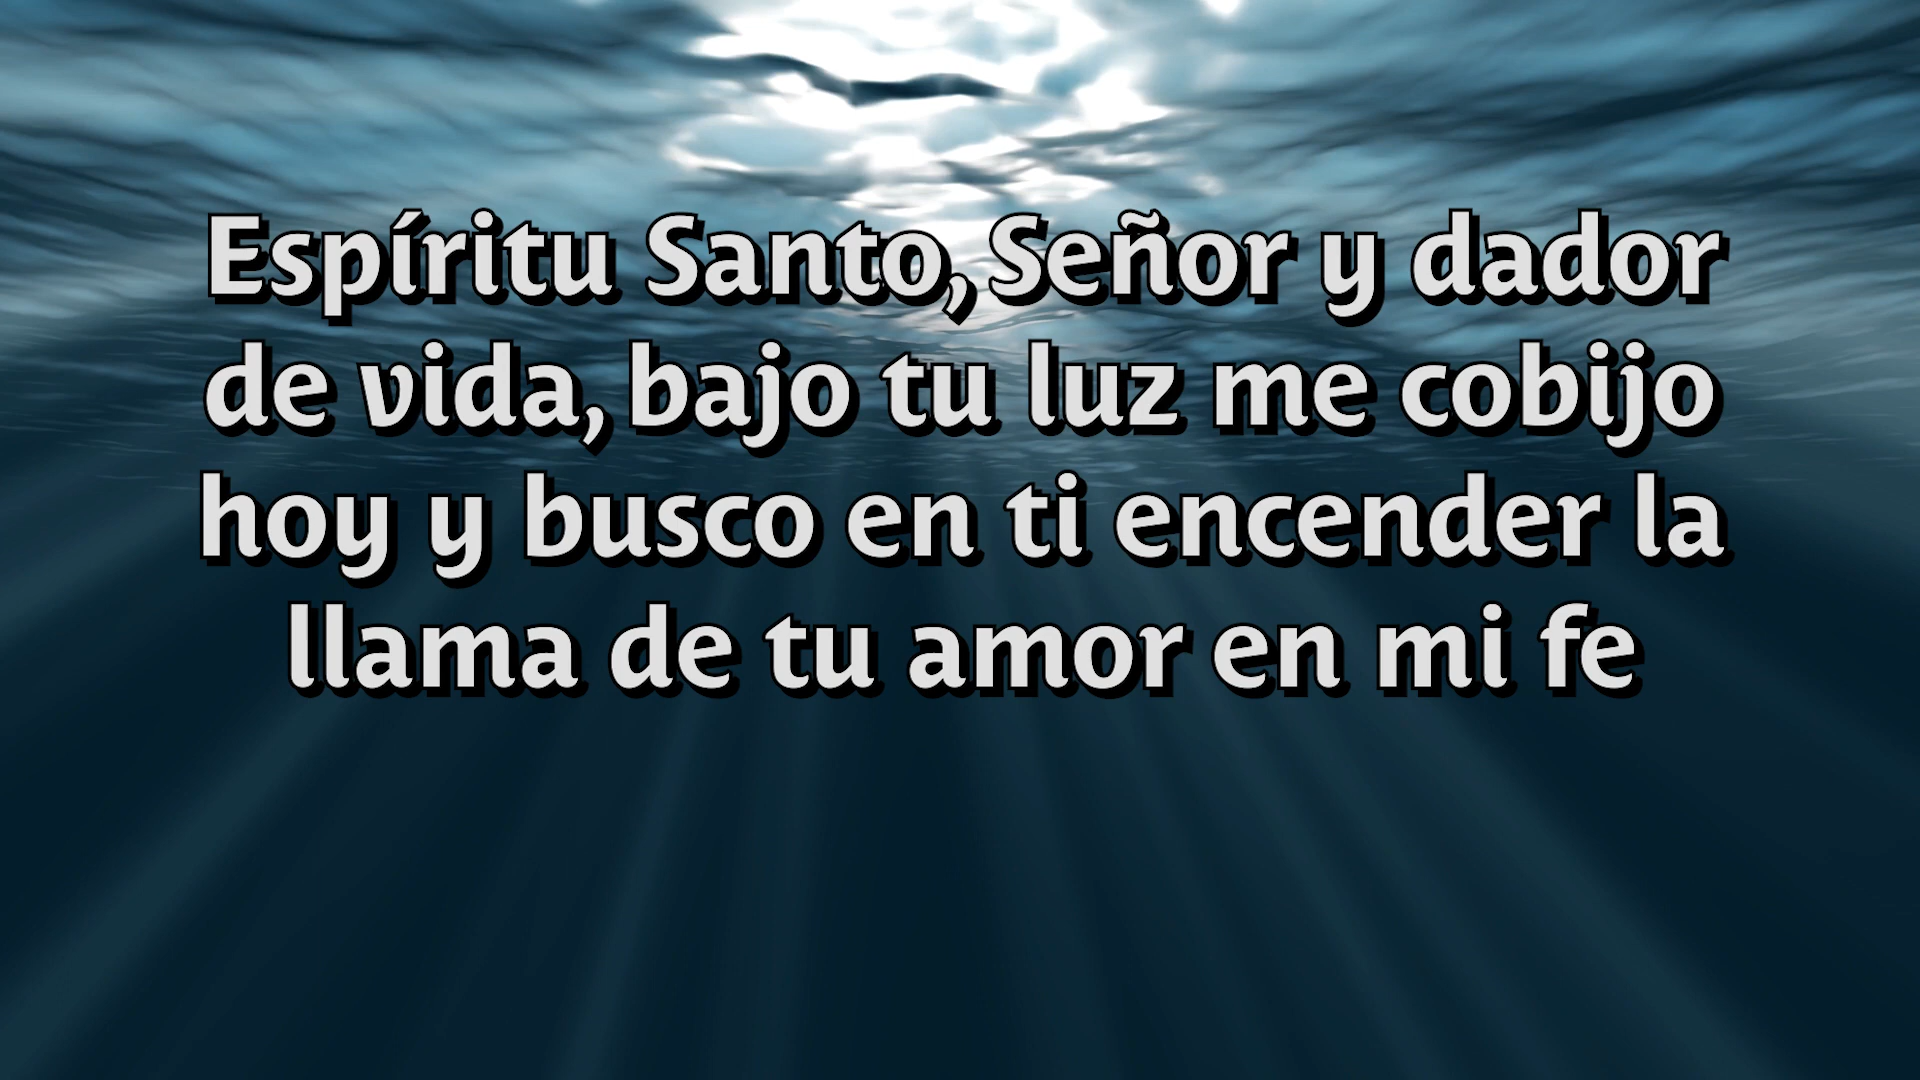 Espíritu Santo, Señor y dador
de vida, bajo tu luz me cobijo
hoy y busco en ti encender la
llama de tu amor en mi fe